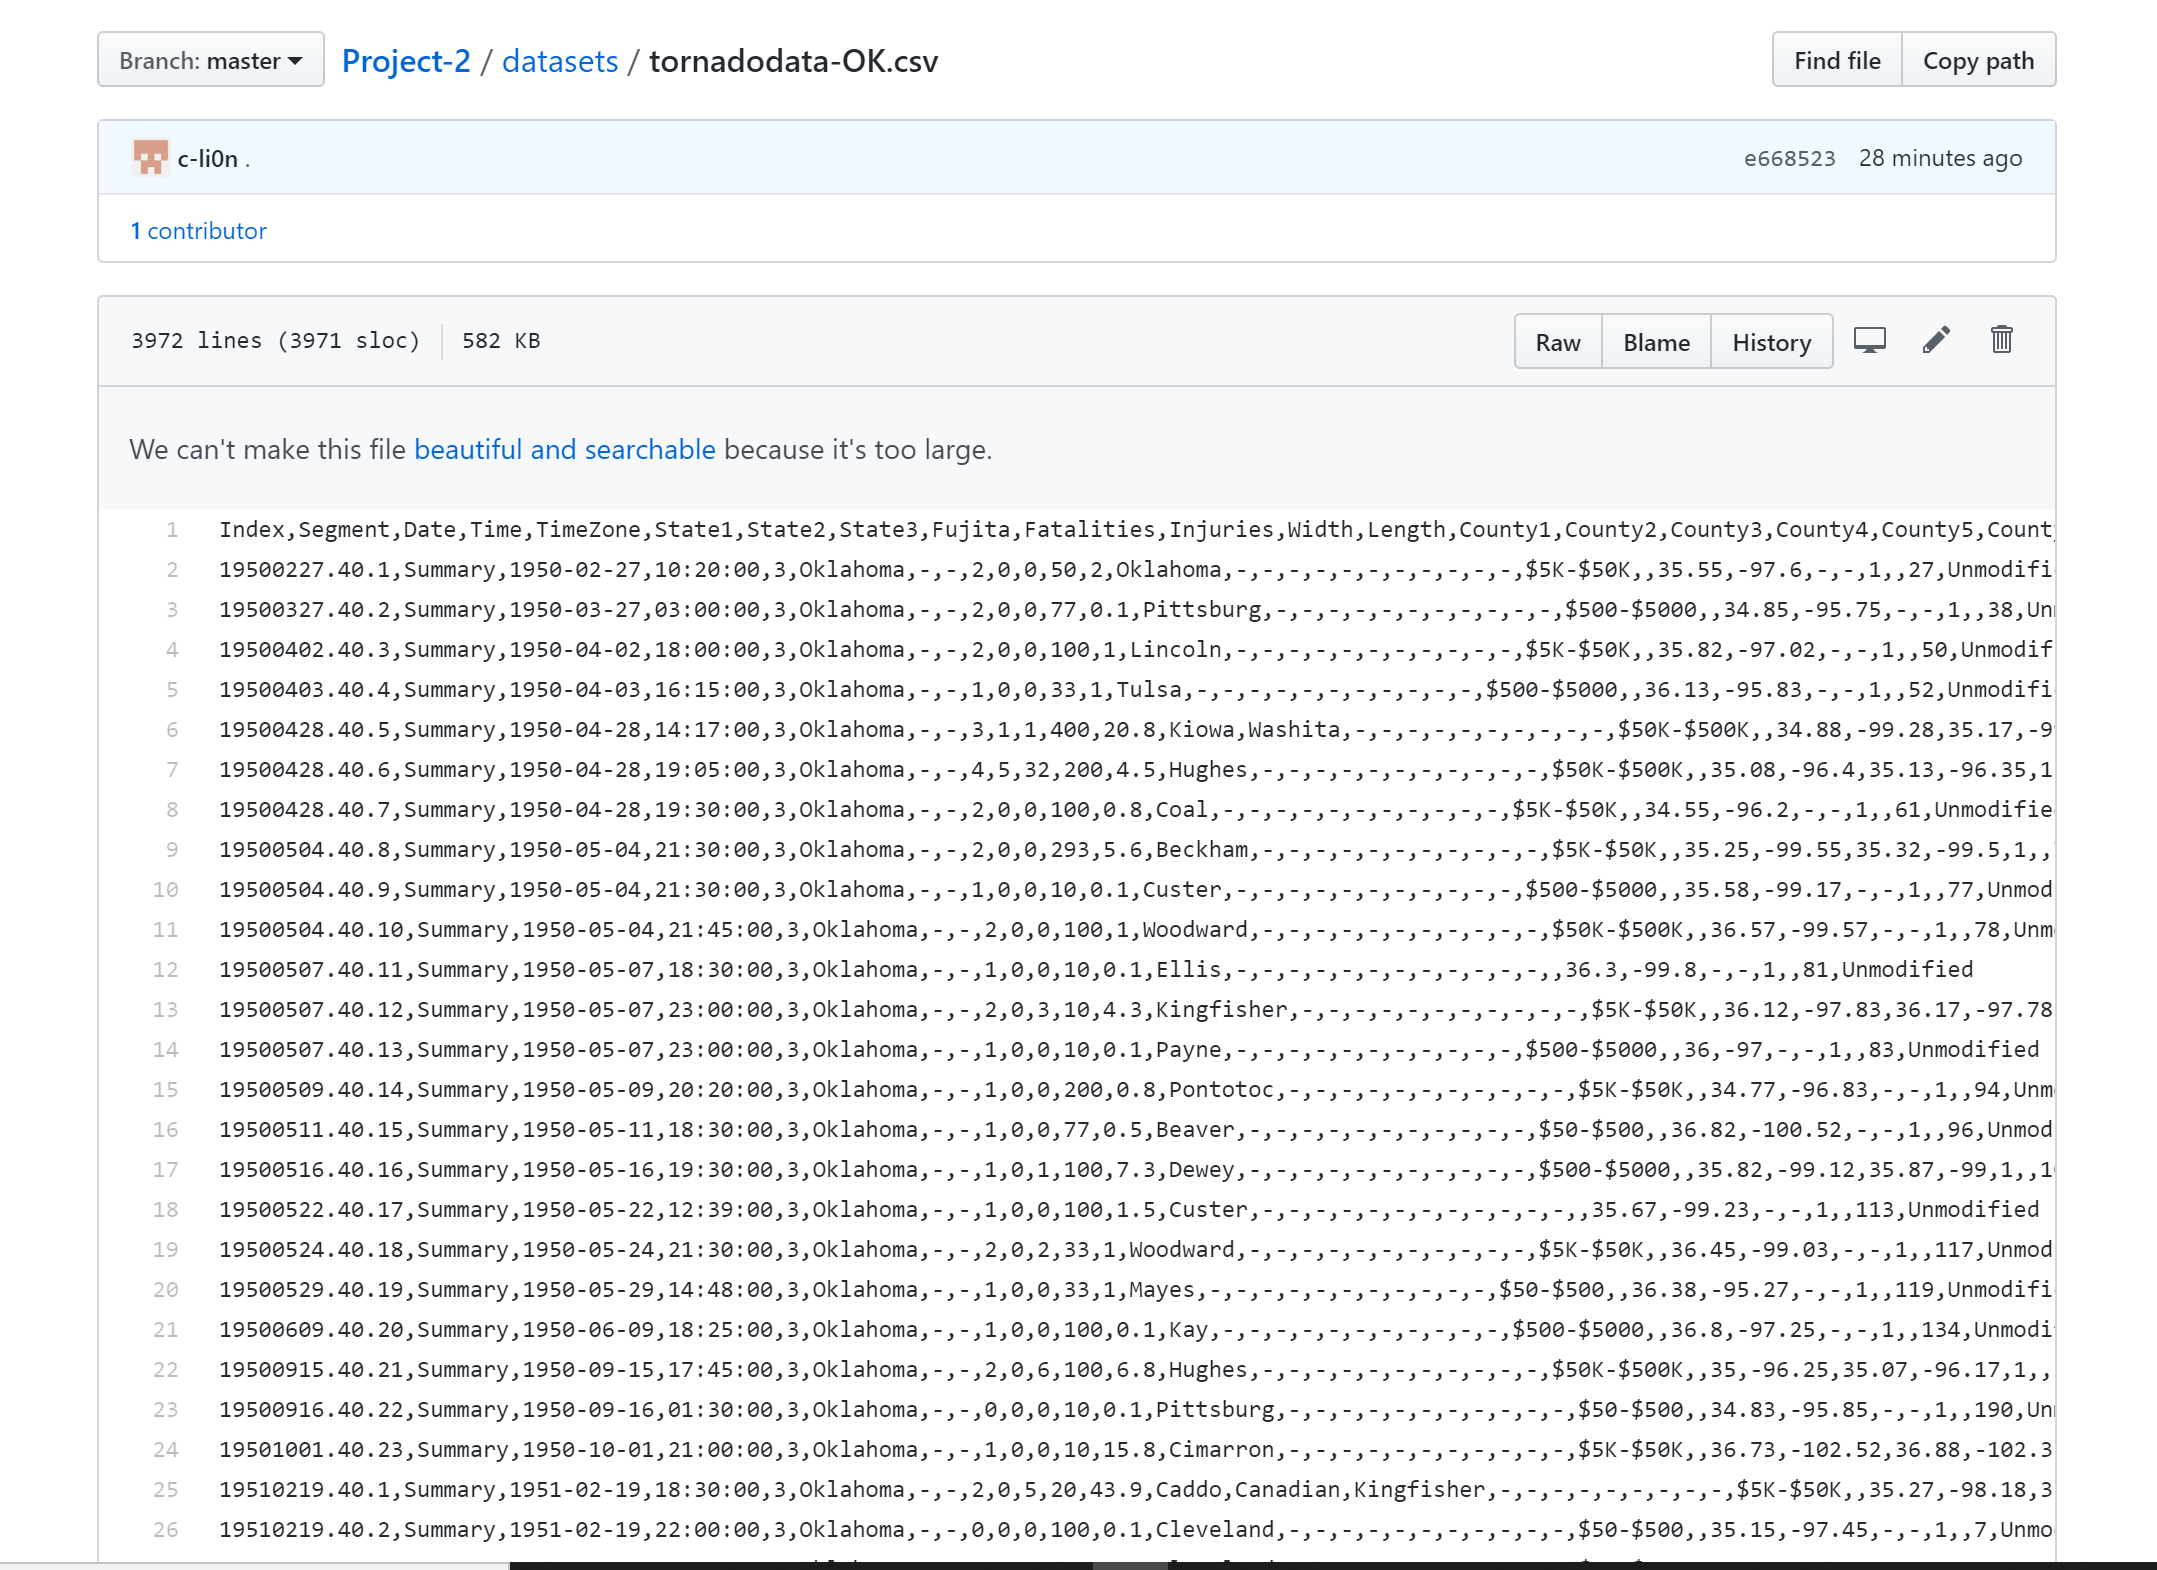 Branch: master Project-2 / datasets / tornadodata-OK.csv Find file Copy path
c-li0n . e668523 28 minutes ago
1 contributor
3972 lines (3971 sloc) 582 KB Raw Blame History
We can't make this file beautiful and searchable because it's too large.
1 Index,Segment,Date,Time,TimeZone,State1,State2,State3,Fujita,Fatalities,Injuries,Width,Length,County1,County2,County3,County4,County5,Count
2 19500227.40.1,Summary,1950-02-27,10:20:00,3,Oklahoma,-,-,2,0,0,50,2,Oklahoma,-,-,-,-,-,-,-,-,-,-,-,$5K-$50K,,35.55,-97.6,-,-,1,,27,Unmodifi
3 19500327.40.2,Summary,1950-03-27,03:00:00,3,Oklahoma,-,-,2,0,0,77,0.1,Pittsburg,-,-,-,-,-,-,-,-,-,-,-,$500-$5000,,34.85,-95.75,-,-,1,,38,Un
4 19500402.40.3,Summary,1950-04-02,18:00:00,3,Oklahoma,-,-,2,0,0,100,1,Lincoln,-,-,-,-,-,-,-,-,-,-,-,$5K-$50K,,35.82,-97.02,-,-,1,,50,Unmodif
5 19500403.40.4,Summary,1950-04-03,16:15:00,3,Oklahoma,-,-,1,0,0,33,1,Tulsa,-,-,-,-,-,-,-,-,-,-,-,$500-$5000,,36.13,-95.83,-,-,1,,52,Unmodifi
6 19500428.40.5,Summary,1950-04-28,14:17:00,3,Oklahoma,-,-,3,1,1,400,20.8,Kiowa,Washita,-,-,-,-,-,-,-,-,-,-,$50K-$500K,,34.88,-99.28,35.17,-9
7 19500428.40.6,Summary,1950-04-28,19:05:00,3,Oklahoma,-,-,4,5,32,200,4.5,Hughes,-,-,-,-,-,-,-,-,-,-,-,$50K-$500K,,35.08,-96.4,35.13,-96.35,1
8 19500428.40.7,Summary,1950-04-28,19:30:00,3,Oklahoma,-,-,2,0,0,100,0.8,Coal,-,-,-,-,-,-,-,-,-,-,-,$5K-$50K,,34.55,-96.2,-,-,1,,61,Unmodifie
9 19500504.40.8,Summary,1950-05-04,21:30:00,3,Oklahoma,-,-,2,0,0,293,5.6,Beckham,-,-,-,-,-,-,-,-,-,-,-,$5K-$50K,,35.25,-99.55,35.32,-99.5,1,,
10 19500504.40.9,Summary,1950-05-04,21:30:00,3,Oklahoma,-,-,1,0,0,10,0.1,Custer,-,-,-,-,-,-,-,-,-,-,-,$500-$5000,,35.58,-99.17,-,-,1,,77,Unmod
11 19500504.40.10,Summary,1950-05-04,21:45:00,3,Oklahoma,-,-,2,0,0,100,1,Woodward,-,-,-,-,-,-,-,-,-,-,-,$50K-$500K,,36.57,-99.57,-,-,1,,78,Unm
12 19500507.40.11,Summary,1950-05-07,18:30:00,3,Oklahoma,-,-,1,0,0,10,0.1,Ellis,-,-,-,-,-,-,-,-,-,-,-,-,,36.3,-99.8,-,-,1,,81,Unmodified
13 19500507.40.12,Summary,1950-05-07,23:00:00,3,Oklahoma,-,-,2,0,3,10,4.3,Kingfisher,-,-,-,-,-,-,-,-,-,-,-,$5K-$50K,,36.12,-97.83,36.17,-97.78
14 19500507.40.13,Summary,1950-05-07,23:00:00,3,Oklahoma,-,-,1,0,0,10,0.1,Payne,-,-,-,-,-,-,-,-,-,-,-,$500-$5000,,36,-97,-,-,1,,83,Unmodified
15 19500509.40.14,Summary,1950-05-09,20:20:00,3,Oklahoma,-,-,1,0,0,200,0.8,Pontotoc,-,-,-,-,-,-,-,-,-,-,-,$5K-$50K,,34.77,-96.83,-,-,1,,94,Unm
16 19500511.40.15,Summary,1950-05-11,18:30:00,3,Oklahoma,-,-,1,0,0,77,0.5,Beaver,-,-,-,-,-,-,-,-,-,-,-,$50-$500,,36.82,-100.52,-,-,1,,96,Unmod
17 19500516.40.16,Summary,1950-05-16,19:30:00,3,Oklahoma,-,-,1,0,1,100,7.3,Dewey,-,-,-,-,-,-,-,-,-,-,-,$500-$5000,,35.82,-99.12,35.87,-99,1,,1
18 19500522.40.17,Summary,1950-05-22,12:39:00,3,Oklahoma,-,-,1,0,0,100,1.5,Custer,-,-,-,-,-,-,-,-,-,-,-,-,,35.67,-99.23,-,-,1,,113,Unmodified
19 19500524.40.18,Summary,1950-05-24,21:30:00,3,Oklahoma,-,-,2,0,2,33,1,Woodward,-,-,-,-,-,-,-,-,-,-,-,$5K-$50K,,36.45,-99.03,-,-,1,,117,Unmod
20 19500529.40.19,Summary,1950-05-29,14:48:00,3,Oklahoma,-,-,1,0,0,33,1,Mayes,-,-,-,-,-,-,-,-,-,-,-,$50-$500,,36.38,-95.27,-,-,1,,119,Unmodifi
21 19500609.40.20,Summary,1950-06-09,18:25:00,3,Oklahoma,-,-,1,0,0,100,0.1,Kay,-,-,-,-,-,-,-,-,-,-,-,$500-$5000,,36.8,-97.25,-,-,1,,134,Unmodi
22 19500915.40.21,Summary,1950-09-15,17:45:00,3,Oklahoma,-,-,2,0,6,100,6.8,Hughes,-,-,-,-,-,-,-,-,-,-,-,$50K-$500K,,35,-96.25,35.07,-96.17,1,,
23 19500916.40.22,Summary,1950-09-16,01:30:00,3,Oklahoma,-,-,0,0,0,10,0.1,Pittsburg,-,-,-,-,-,-,-,-,-,-,-,$50-$500,,34.83,-95.85,-,-,1,,190,Un
24 19501001.40.23,Summary,1950-10-01,21:00:00,3,Oklahoma,-,-,1,0,0,10,15.8,Cimarron,-,-,-,-,-,-,-,-,-,-,-,$5K-$50K,,36.73,-102.52,36.88,-102.3
25 19510219.40.1,Summary,1951-02-19,18:30:00,3,Oklahoma,-,-,2,0,5,20,43.9,Caddo,Canadian,Kingfisher,-,-,-,-,-,-,-,-,-,$5K-$50K,,35.27,-98.18,3
26 19510219.40.2,Summary,1951-02-19,22:00:00,3,Oklahoma,-,-,0,0,0,100,0.1,Cleveland,-,-,-,-,-,-,-,-,-,-,-,$50-$500,,35.15,-97.45,-,-,1,,7,Unmo